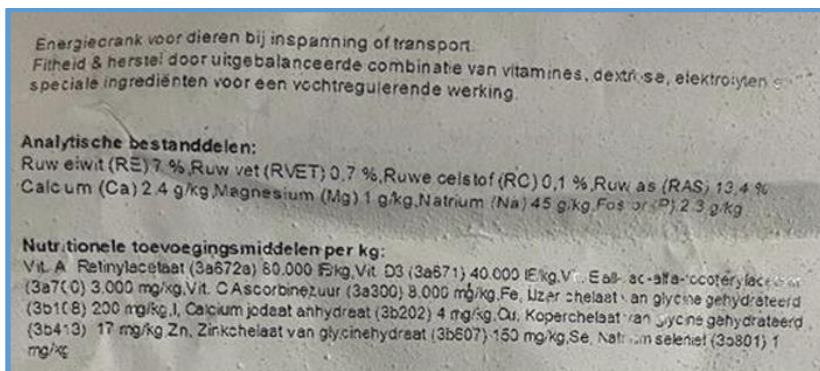 Energiedrank voor dieren bij inspanning of transport.
Fitheid & herstel door uitgebalanceerde combinatie van vitamines, dextrose, elektrolyten
speciale ingrediënten voor een vochtregulerende werking.
Analytische bestanddelen:
Ruw eiwit (RE) 7 %,Ruw vet (RVET) 0,7 %,Ruwe celstof (RC) 0,1 %,Ruw as (RAS) 13,4 %
Calcium (Ca) 2,4 g/kg,Magnesium (Mg) 1 g/kg,Natrium (Na) 45 g/kg,Fosfor (P) 2,3 g/kg
Nutritionele toevoegingsmiddelen per kg:
Vit. A, Retinylacetaat (3a672a) 80.000 IE/kg,Vit. D3 (3a671) 40.000 IE/kg,Vit. E
(3a700) 3.000 mg/kg,Vit. C Ascorbinezuur (3a300) 8.000 mg/kg,Fe, IJzer chelaat van glycine gehydrateerd
(3b108) 200 mg/kg,I, Calcium jodaat anhydraat (3b202) 4 mg/kg,Cu, Koperchelaat van glycine gehydrateerd
(3b413) 17 mg/kg,Zn, Zinkchelaat van glycinehydraat (3b607) 150 mg/kg,Se, Natrium seleniet (3b801) 1
mg/kg